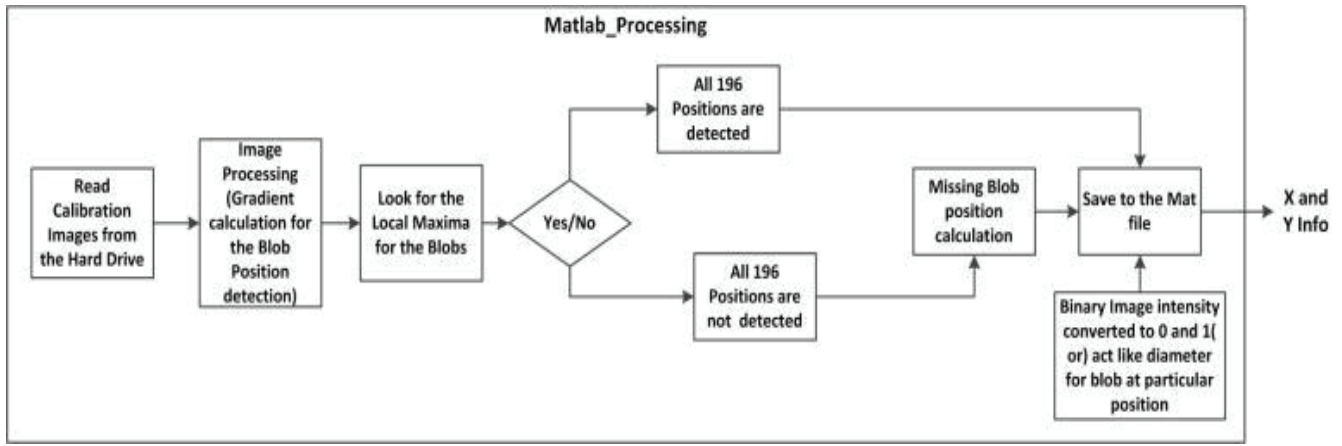 Matlab_Processing
Read
Calibration
Images from
the Hard Drive
Image
Processing
(Gradient
calculation for
the Blob
Position
detection)
Look for the
Local Maxima
for the Blobs
Yes/No
All 196
Positions are
detected
All 196
Positions are
not detected
Missing Blob
position
calculation
Save to the Mat
file
Binary Image intensity
converted to 0 and 1(
or) act like diameter
for blob at particular
position
X and
Y Info